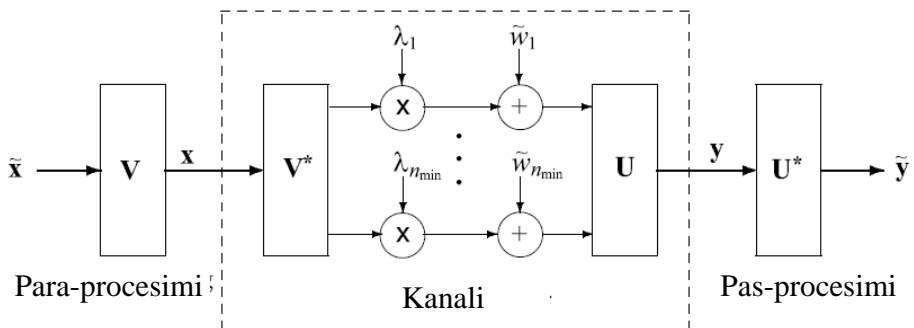 λ₁ w̃₁
x̃ V x V* x + U y U* ỹ
λₙₘᵢₙ w̃ₙₘᵢₙ
x +
Para-procesimi Kanali Pas-procesimi